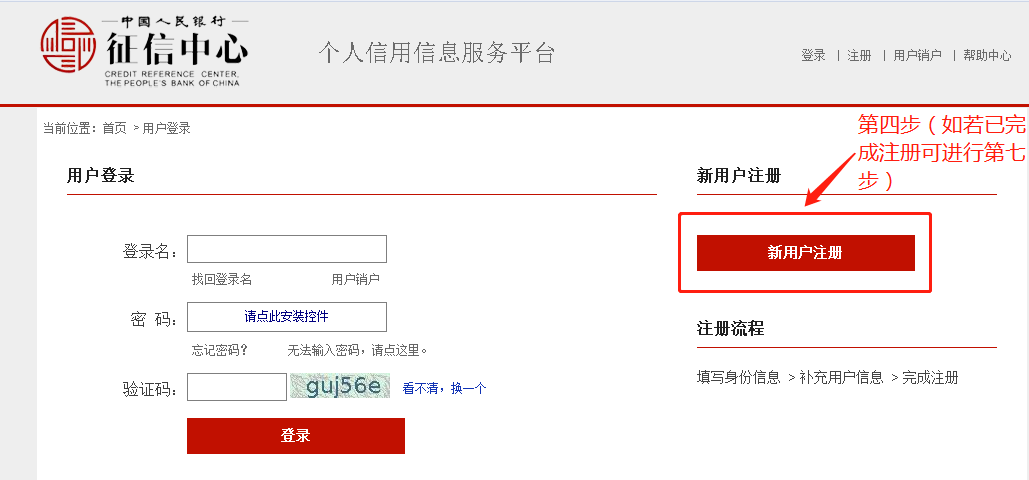 中国人民银行
征信中心
CREDIT REFERENCE CENTER,
THE PEOPLE'S BANK OF CHINA
个人信用信息服务平台
登录 | 注册 | 用户销户 | 帮助中心
当前位置：首页 > 用户登录
第四步（如若已完
成注册可进行第七
步）
用户登录
登录名：
找回登录名 用户销户
密 码：
请点此安装控件
忘记密码？ 无法输入密码，请点这里。
验证码：
guj56e
看不清，换一个
登录
新用户注册
新用户注册
注册流程
填写身份信息 > 补充用户信息 > 完成注册